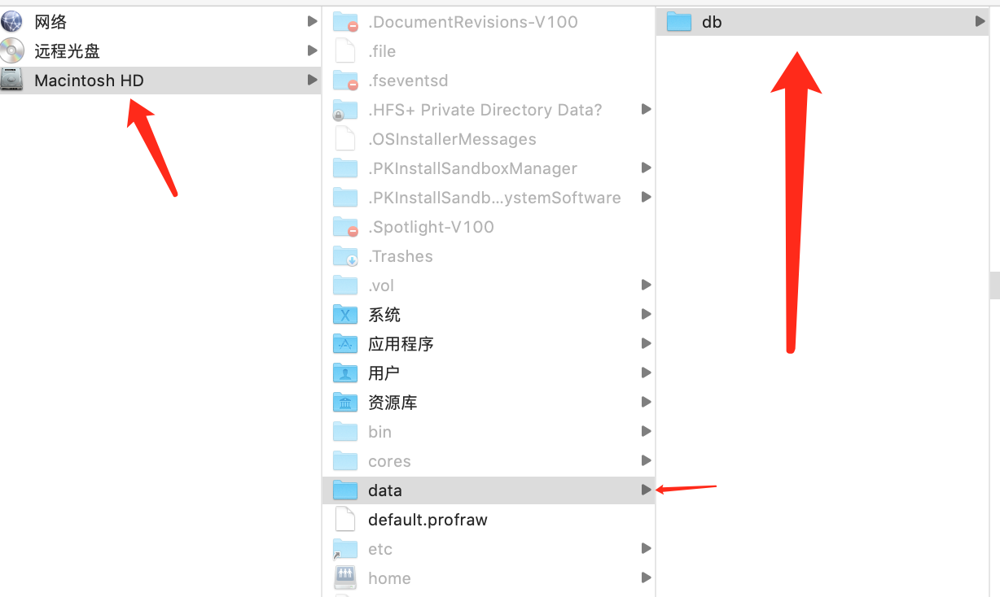 网络
远程光盘
Macintosh HD
.DocumentRevisions-V100
.file
.fseventsd
.HFS+ Private Directory Data?
.OSInstallerMessages
.PKInstallSandboxManager
.PKInstallSandb...ystemSoftware
.Spotlight-V100
.Trashes
.vol
系统
应用程序
用户
资源库
bin
cores
data
default.profraw
etc
home
db